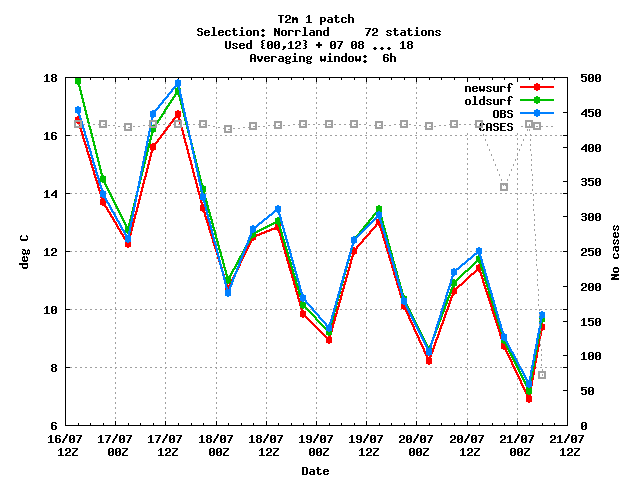 T2m 1 patch
Selection: Norrland 72 stations
Used {00,12} + 07 08 ... 18
Averaging window: 6h
18
16
14
12
10
8
6
deg C
500
450
400
350
300
250
200
150
100
50
0
No cases
newsurf
oldsurf
OBS
CASES
16/07 17/07 17/07 18/07 18/07 19/07 19/07 20/07 20/07 21/07 21/07
12Z 00Z 12Z 00Z 12Z 00Z 12Z 00Z 12Z 00Z 12Z
Date